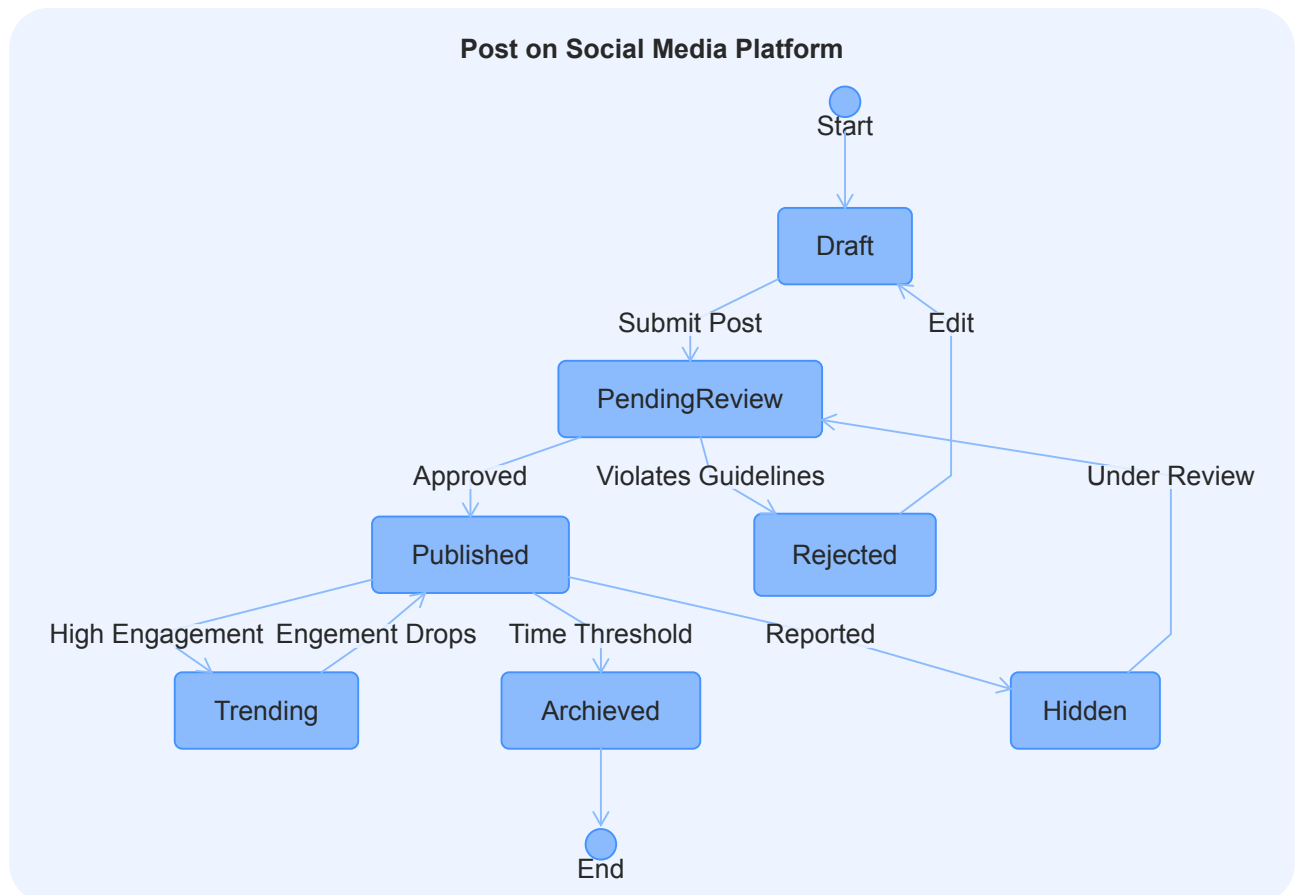 Post on Social Media Platform
Start
Draft
Submit Post
Edit
PendingReview
Approved
Violates Guidelines
Under Review
Published
Rejected
High Engagement
Engement Drops
Time Threshold
Reported
Trending
Archieved
Hidden
End